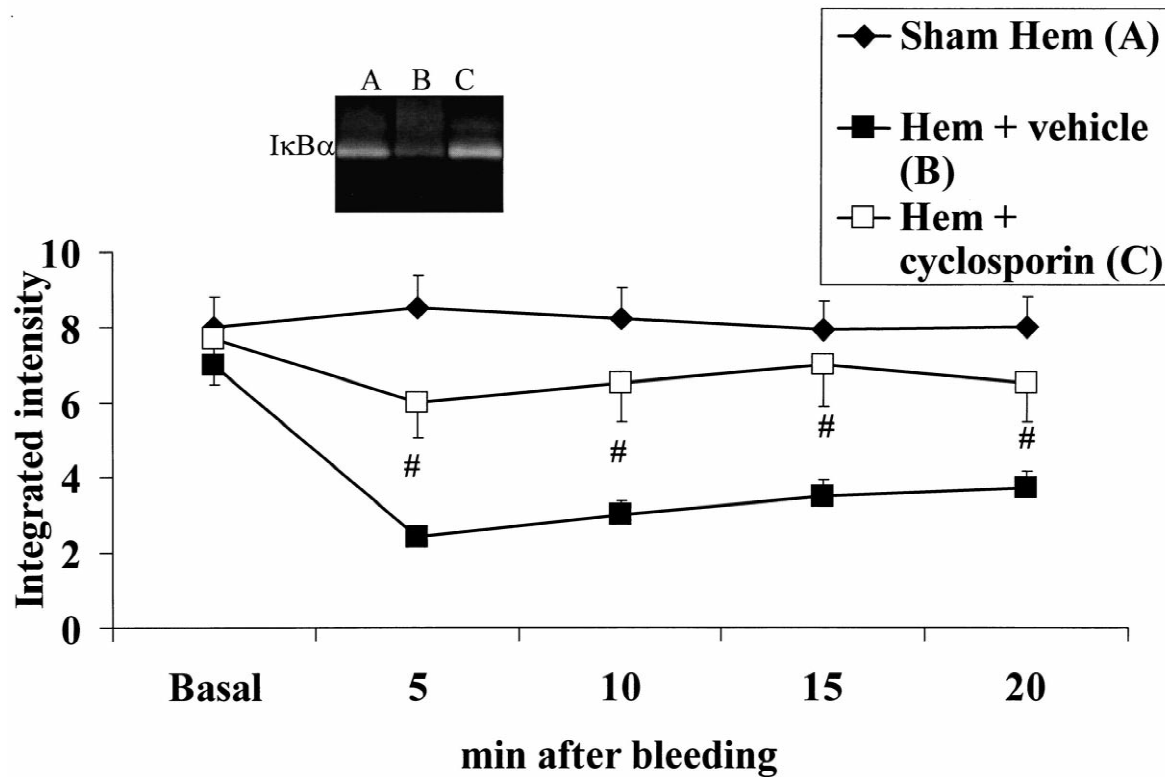 Sham Hem (A)
Hem + vehicle
(B)
Hem +
cyclosporin (C)
A B C
IκBα
Integrated intensity
10
8
6
4
2
0
# # # #
Basal 5 10 15 20
min after bleeding